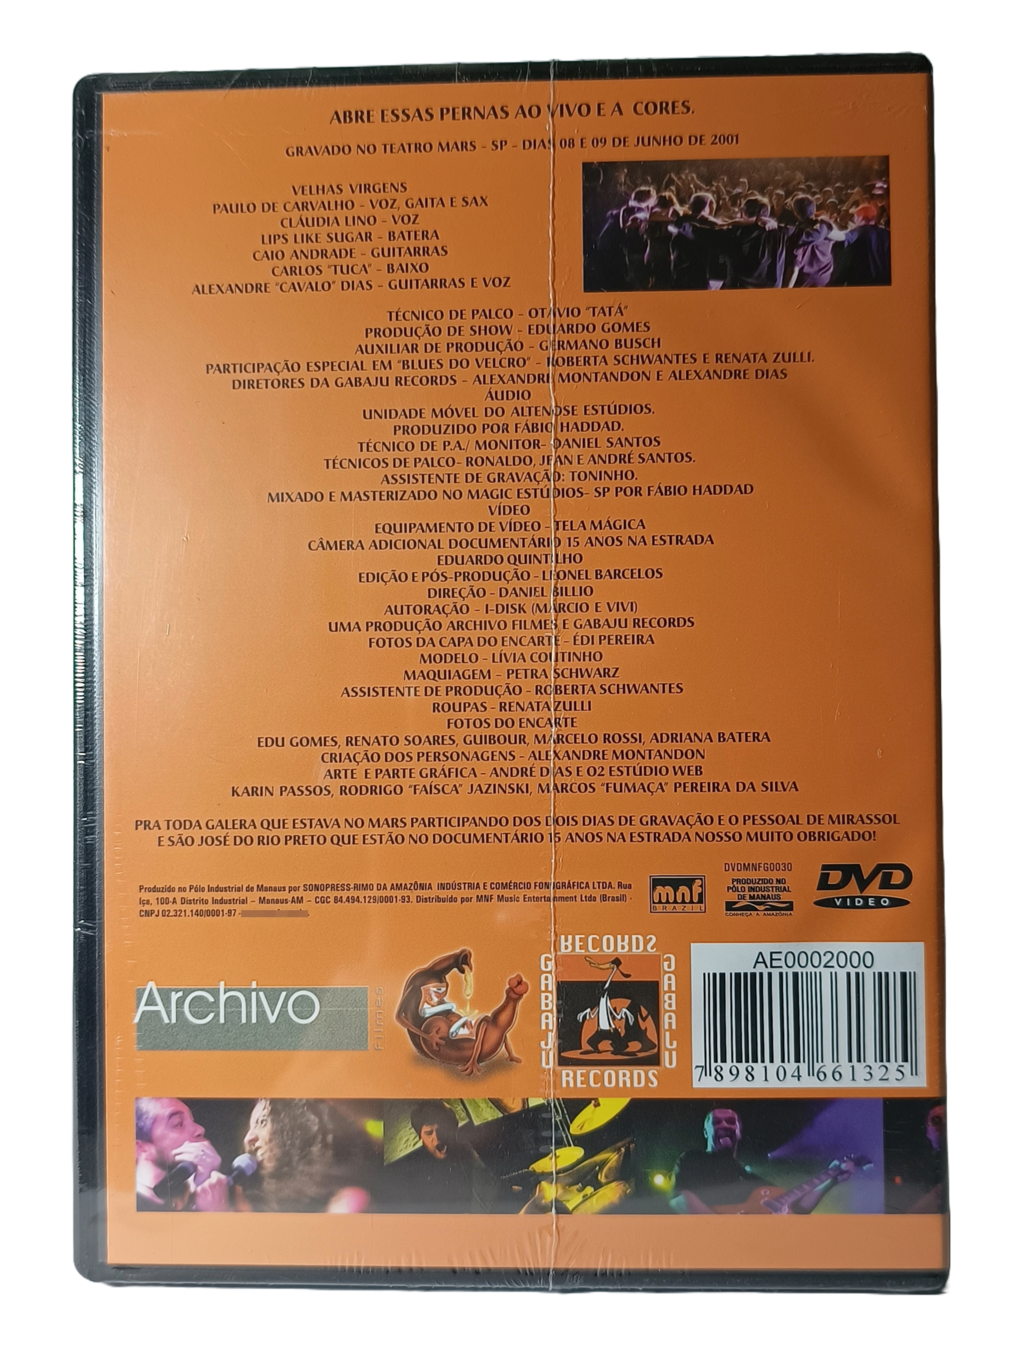 ABRE ESSAS PERNAS AO VIVO E A CORES.
GRAVADO NO TEATRO MARS - SP - DIAS 08 E 09 DE JUNHO DE 2001
VELHAS VIRGENS
PAULO DE CARVALHO - VOZ, GAITA E SAX
CLÁUDIA LINO - VOZ
LIPS LIKE SUGAR - BATERA
CAIO ANDRADE - GUITARRAS
CARLOS "TUCA" - BAIXO
ALEXANDRE "CAVALO" DIAS - GUITARRAS E VOZ
TÉCNICO DE PALCO - OTÁVIO "TATÁ"
PRODUÇÃO DE SHOW - EDUARDO GOMES
AUXILIAR DE PRODUÇÃO - GERMANO BUSCH
PARTICIPAÇÃO ESPECIAL EM "BLUES DO VELCRO" - ROBERTA SCHWANTES E RENATA ZULLI.
DIRETORES DA GABAJU RECORDS - ALEXANDRE MONTANDON E ALEXANDRE DIAS
ÁUDIO
UNIDADE MÓVEL DO ALTENOSE ESTÚDIOS.
PRODUZIDO POR FÁBIO HADDAD.
TÉCNICO DE P.A./ MONITOR- DANIEL SANTOS
TÉCNICOS DE PALCO- RONALDO, JEAN E ANDRÉ SANTOS.
ASSISTENTE DE GRAVAÇÃO: TONINHO.
MIXADO E MASTERIZADO NO MAGIC ESTÚDIOS- SP POR FÁBIO HADDAD
VÍDEO
EQUIPAMENTO DE VÍDEO - TELA MÁGICA
CÂMERA ADICIONAL DOCUMENTÁRIO 15 ANOS NA ESTRADA
EDUARDO QUINTILHO
EDIÇÃO E PÓS-PRODUÇÃO - LEONEL BARCELOS
DIREÇÃO - DANIEL BILLIO
AUTORAÇÃO - I-DISK (MÁRCIO E VIVI)
UMA PRODUÇÃO ARCHIVO FILMES E GABAJU RECORDS
FOTOS DA CAPA DO ENCARTE - ÉDI PEREIRA
MODELO - LÍVIA COUTINHO
MAQUIAGEM - PETRA SCHWARZ
ASSISTENTE DE PRODUÇÃO - ROBERTA SCHWANTES
ROUPAS - RENATA ZULLI
FOTOS DO ENCARTE
EDU GOMES, RENATO SOARES, GUIBOUR, MARCELO ROSSI, ADRIANA BATERA
CRIAÇÃO DOS PERSONAGENS - ALEXANDRE MONTANDON
ARTE E PARTE GRÁFICA - ANDRÉ DIAS E O2 ESTÚDIO WEB
KARIN PASSOS, RODRIGO "FAÍSCA" JAZINSKI, MARCOS "FUMAÇA" PEREIRA DA SILVA
PRA TODA GALERA QUE ESTAVA NO MARS PARTICIPANDO DOS DOIS DIAS DE GRAVAÇÃO E O PESSOAL DE MIRASSOL
E SÃO JOSÉ DO RIO PRETO QUE ESTÃO NO DOCUMENTÁRIO 15 ANOS NA ESTRADA NOSSO MUITO OBRIGADO!
Produzido no Pólo Industrial de Manaus por SONOPRESS-RIMO DA AMAZÔNIA INDÚSTRIA E COMÉRCIO FONOGRÁFICA LTDA. Rua
Iça, 100-A Distrito Industrial – Manaus-AM – CGC 84.494.129/0001-93. Distribuído por MNF Music Entertainment Ltda (Brasil) -
CNPJ 02.321.140/0001-97 -
mnf
BRAZIL
DVDMNFG0030
PRODUZIDO NO
PÓLO INDUSTRIAL
DE MANAUS
CONHEÇA A AMAZÔNIA
DVD
VIDEO
Archivo
Filmes
RECORDS
GABAJU
GABAJU
RECORDS
AE0002000
7 898104 661325